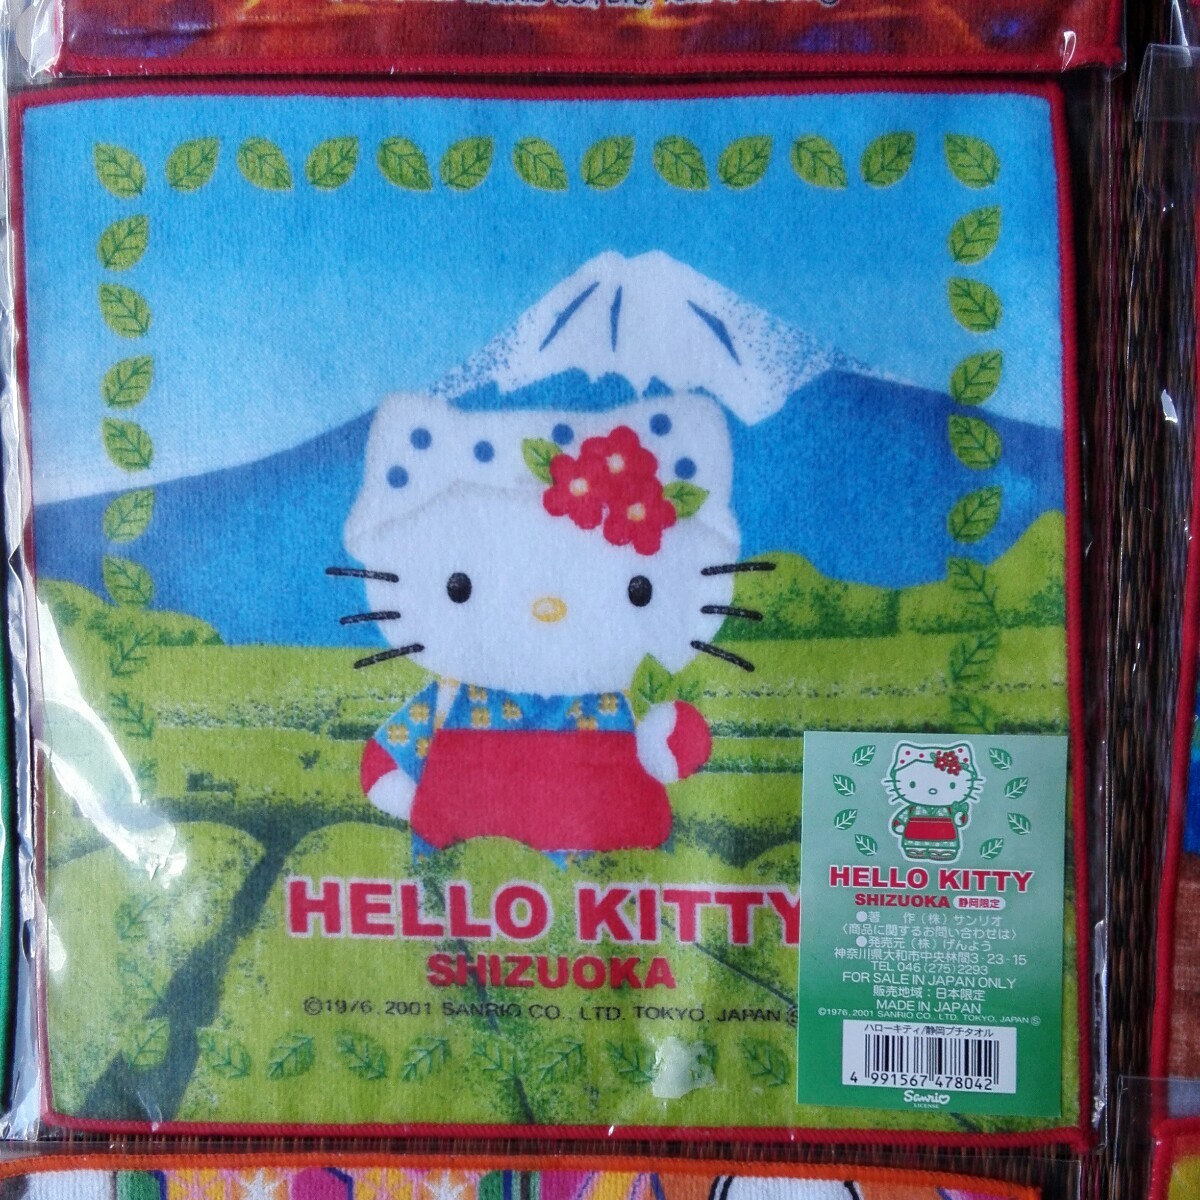 HELLO KITTY
SHIZUOKA
©1976, 2001 SANRIO CO., LTD. TOKYO, JAPAN Ⓢ
HELLO KITTY
SHIZUOKA 静岡限定
●著 作(株)サンリオ
〈商品に関するお問い合わせは〉
●発売元(株)げんよう
神奈川県大和市中央林間3-23-15
TEL 046(275)2293
FOR SALE IN JAPAN ONLY
販売地域:日本限定
MADE IN JAPAN
©1976, 2001 SANRIO CO., LTD. TOKYO, JAPAN Ⓢ
ハローキティ/静岡プチタオル
4 991567 478042
Sanrio
LICENSE